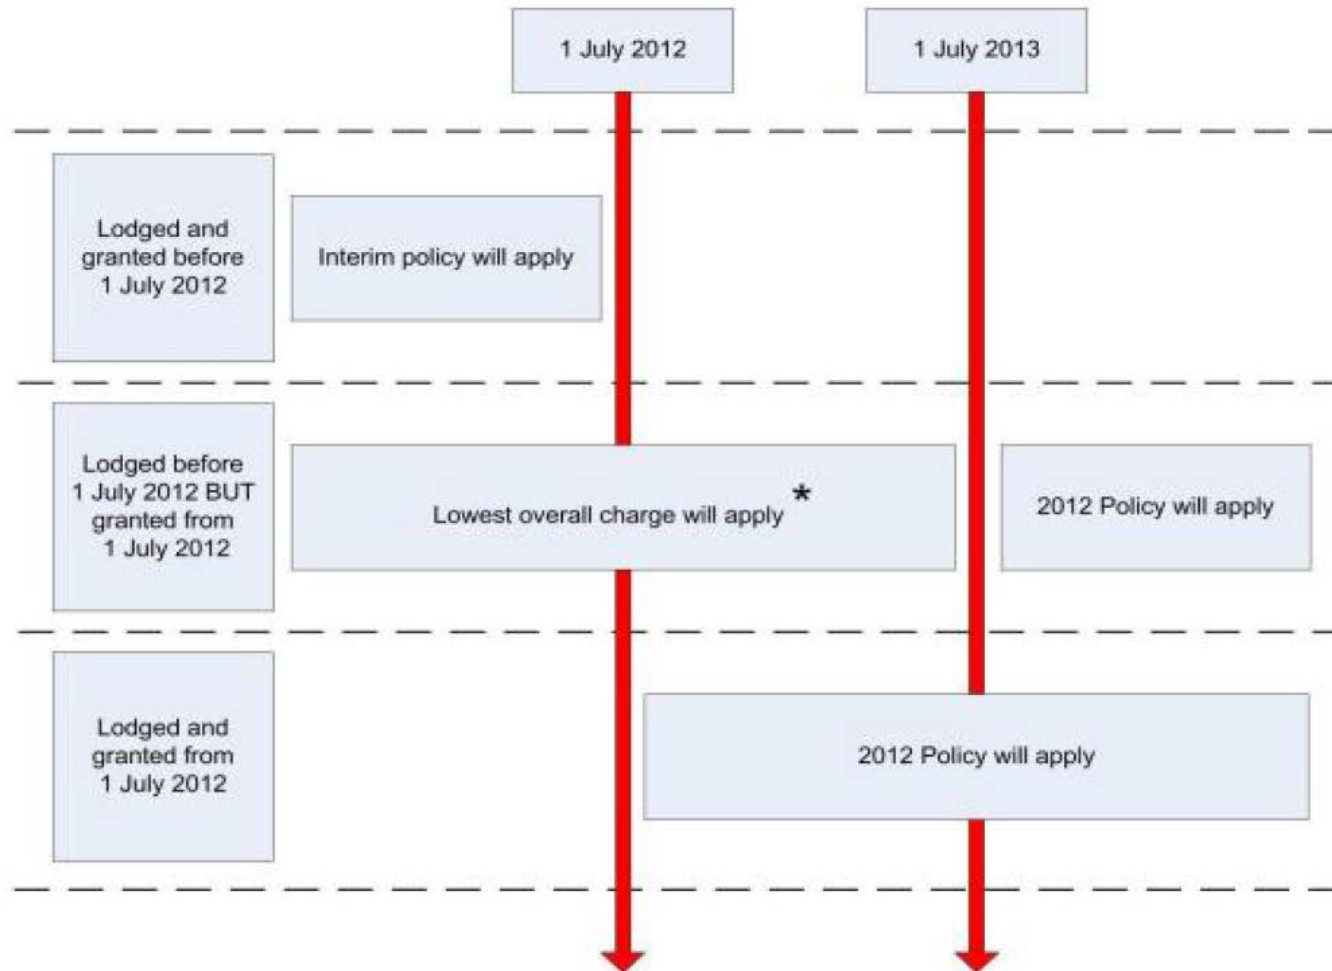 1 July 2012
1 July 2013
Lodged and
granted before
1 July 2012
Interim policy will apply
Lodged before
1 July 2012 BUT
granted from
1 July 2012
Lowest overall charge will apply *
2012 Policy will apply
Lodged and
granted from
1 July 2012
2012 Policy will apply